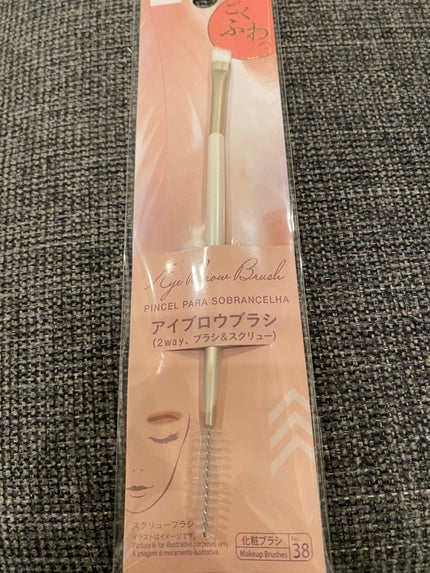 ごく
ふわっ
Eye Brow Brush
PINCEL PARA SOBRANCELHA
アイブロウブラシ
(2way、ブラシ&スクリュー)
スクリューブラシ
イラストはイメージです。
Picture is for illustrative purposes only.
A imagem é meramente ilustrativa.
化粧ブラシ
Makeup Brushes
No.
38